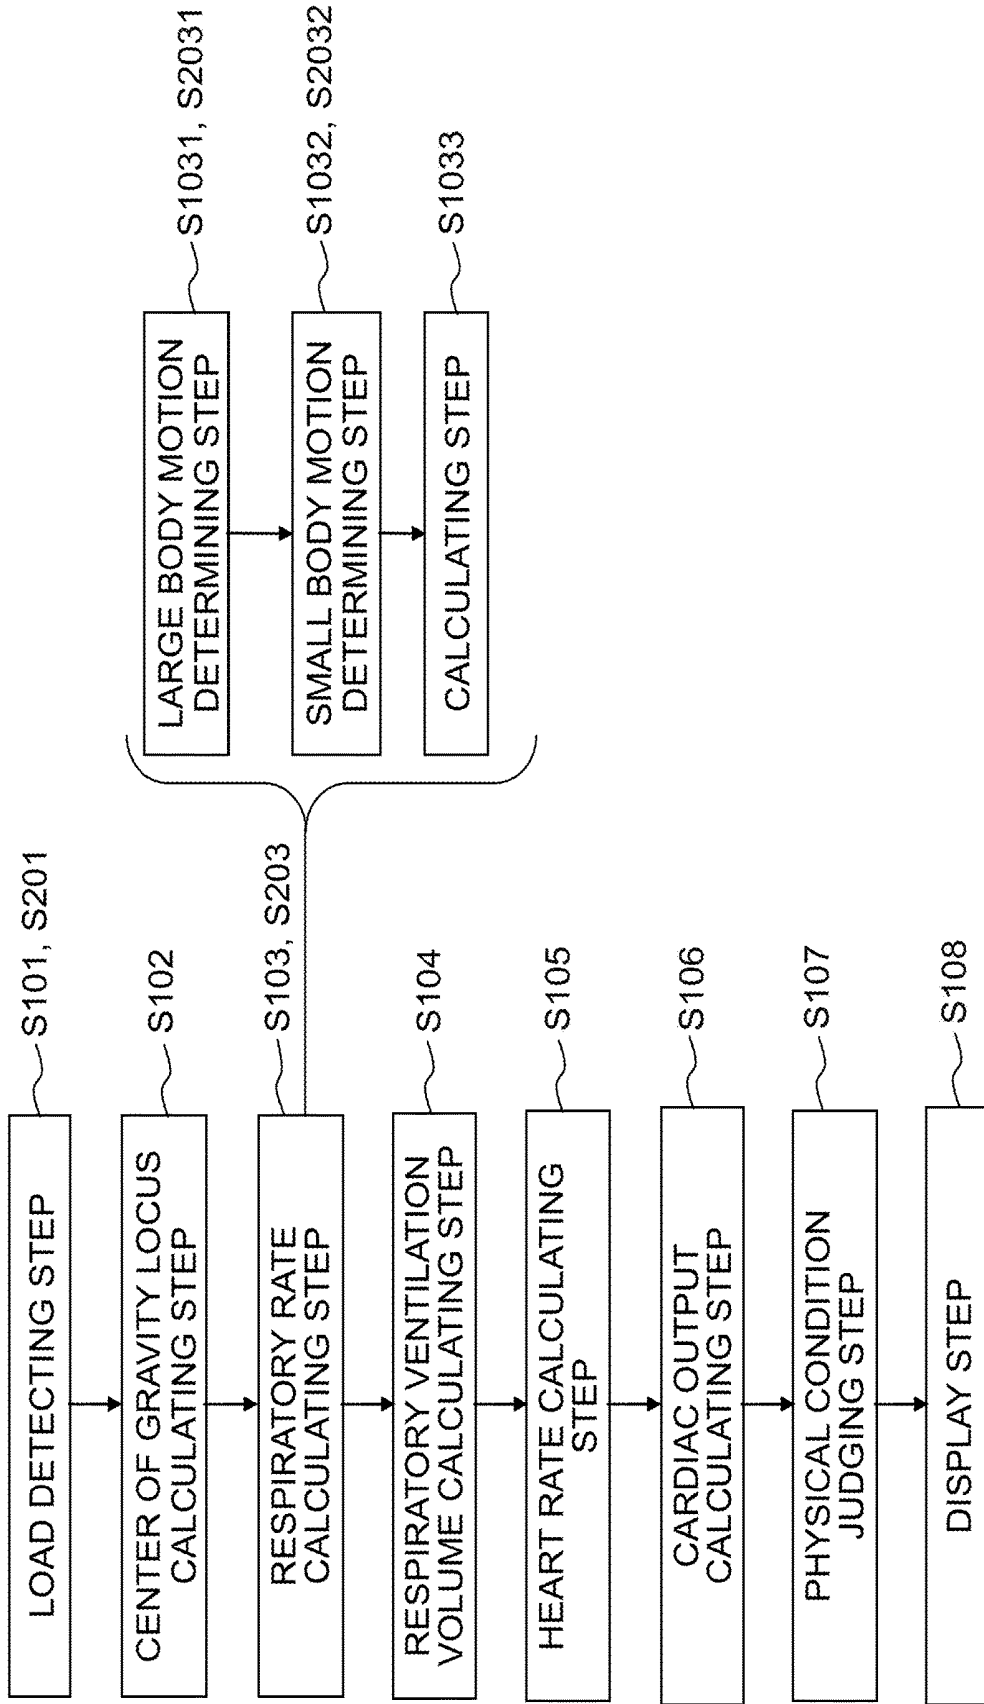 LOAD DETECTING STEP
S101, S201
CENTER OF GRAVITY LOCUS
CALCULATING STEP
S102
RESPIRATORY RATE
CALCULATING STEP
S103, S203
LARGE BODY MOTION
DETERMINING STEP
S1031, S2031
SMALL BODY MOTION
DETERMINING STEP
S1032, S2032
CALCULATING STEP
S1033
RESPIRATORY VENTILATION
VOLUME CALCULATING STEP
S104
HEART RATE CALCULATING
STEP
S105
CARDIAC OUTPUT
CALCULATING STEP
S106
PHYSICAL CONDITION
JUDGING STEP
S107
DISPLAY STEP
S108